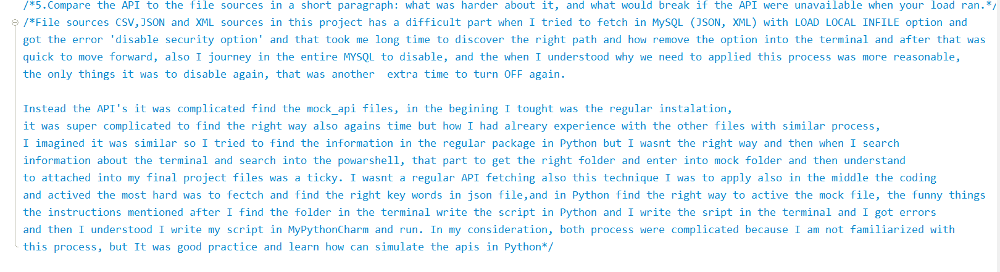 /*5.Compare the API to the file sources in a short paragraph: what was harder about it, and what would break if the API were unavailable when your load ran.*/
/*File sources CSV,JSON and XML sources in this project has a difficult part when I tried to fetch in MySQL (JSON, XML) with LOAD LOCAL INFILE option and
got the error 'disable security option' and that took me long time to discover the right path and how remove the option into the terminal and after that was
quick to move forward, also I journey in the entire MYSQL to disable, and the when I understood why we need to applied this process was more reasonable,
the only things it was to disable again, that was another  extra time to turn OFF again.
Instead the API's it was complicated find the mock_api files, in the begining I tought was the regular instalation,
it was super complicated to find the right way also agains time but how I had alreary experience with the other files with similar process,
I imagined it was similar so I tried to find the information in the regular package in Python but I wasnt the right way and then when I search
information about the terminal and search into the powarshell, that part to get the right folder and enter into mock folder and then understand
to attached into my final project files was a ticky. I wasnt a regular API fetching also this technique I was to apply also in the middle the coding
and actived the most hard was to fectch and find the right key words in json file,and in Python find the right way to active the mock file, the funny things
the instructions mentioned after I find the folder in the terminal write the script in Python and I write the sript in the terminal and I got errors
and then I understood I write my script in MyPythonCharm and run. In my consideration, both process were complicated because I am not familiarized with
this process, but It was good practice and learn how can simulate the apis in Python*/